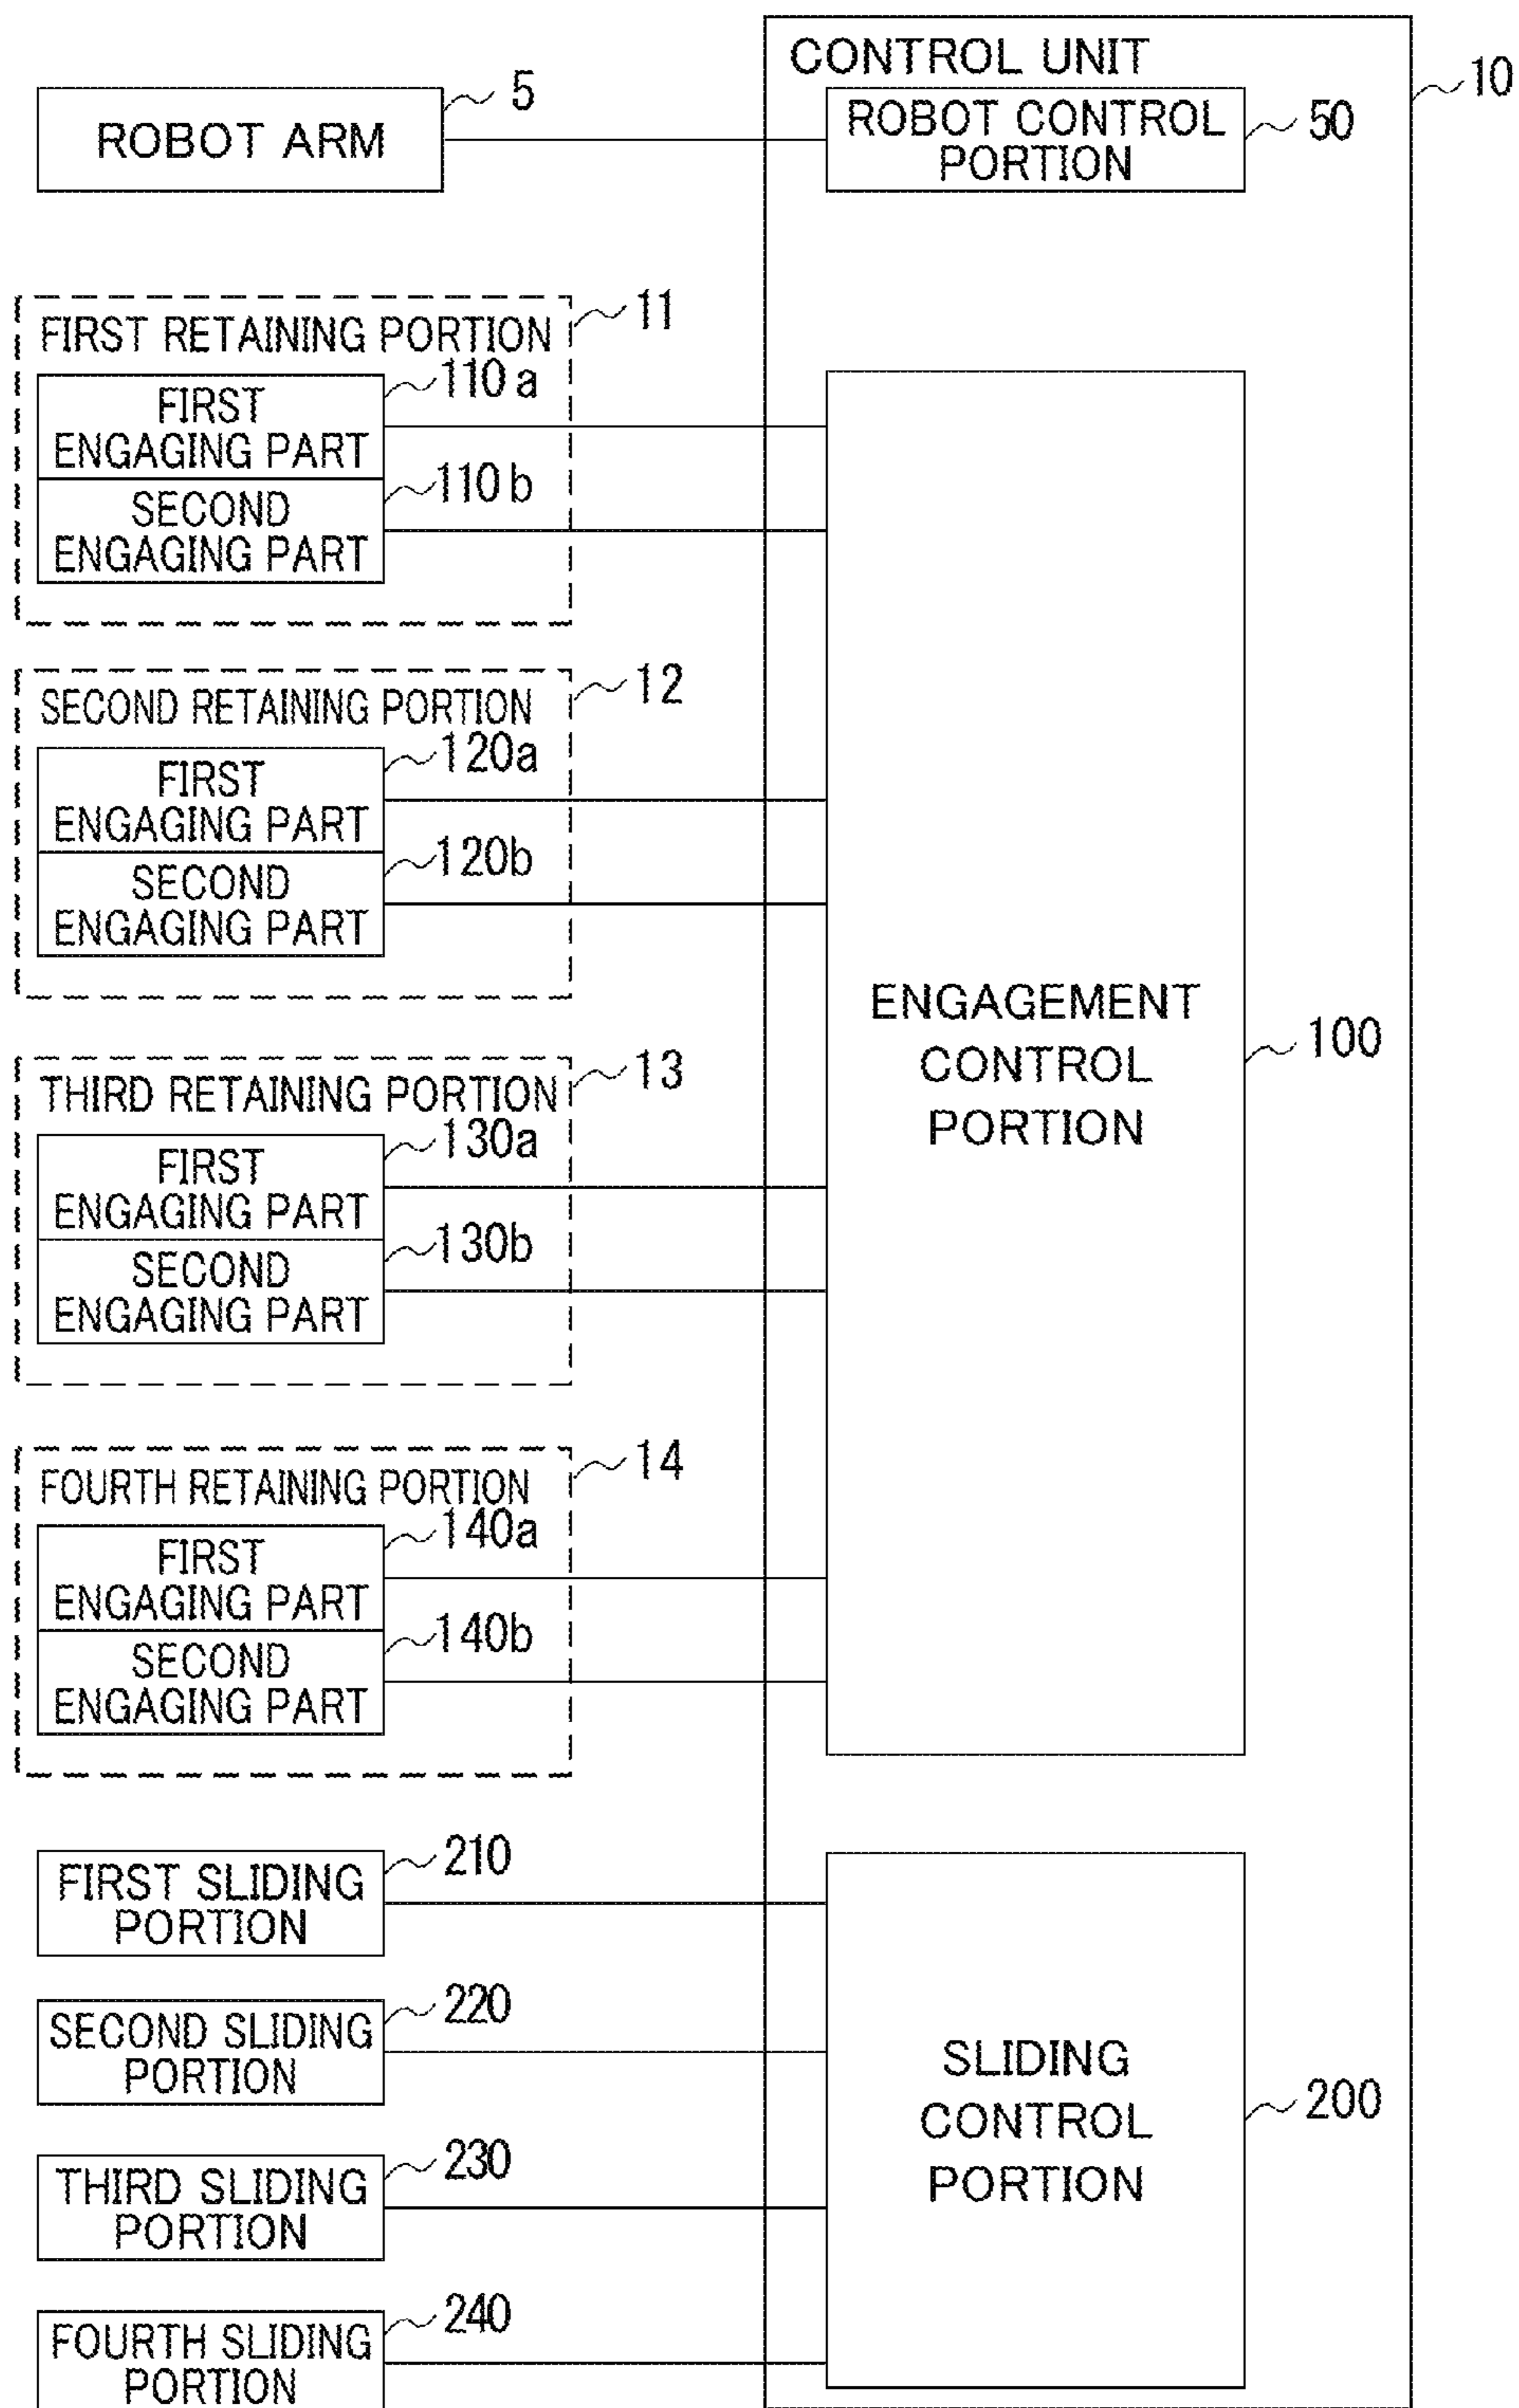 CONTROL UNIT
10
ROBOT ARM
5
ROBOT CONTROL
PORTION
50
FIRST RETAINING PORTION
11
FIRST
ENGAGING PART
110a
SECOND
ENGAGING PART
110b
SECOND RETAINING PORTION
12
FIRST
ENGAGING PART
120a
SECOND
ENGAGING PART
120b
THIRD RETAINING PORTION
13
FIRST
ENGAGING PART
130a
SECOND
ENGAGING PART
130b
FOURTH RETAINING PORTION
14
FIRST
ENGAGING PART
140a
SECOND
ENGAGING PART
140b
ENGAGEMENT
CONTROL
PORTION
100
FIRST SLIDING
PORTION
210
SECOND SLIDING
PORTION
220
THIRD SLIDING
PORTION
230
FOURTH SLIDING
PORTION
240
SLIDING
CONTROL
PORTION
200